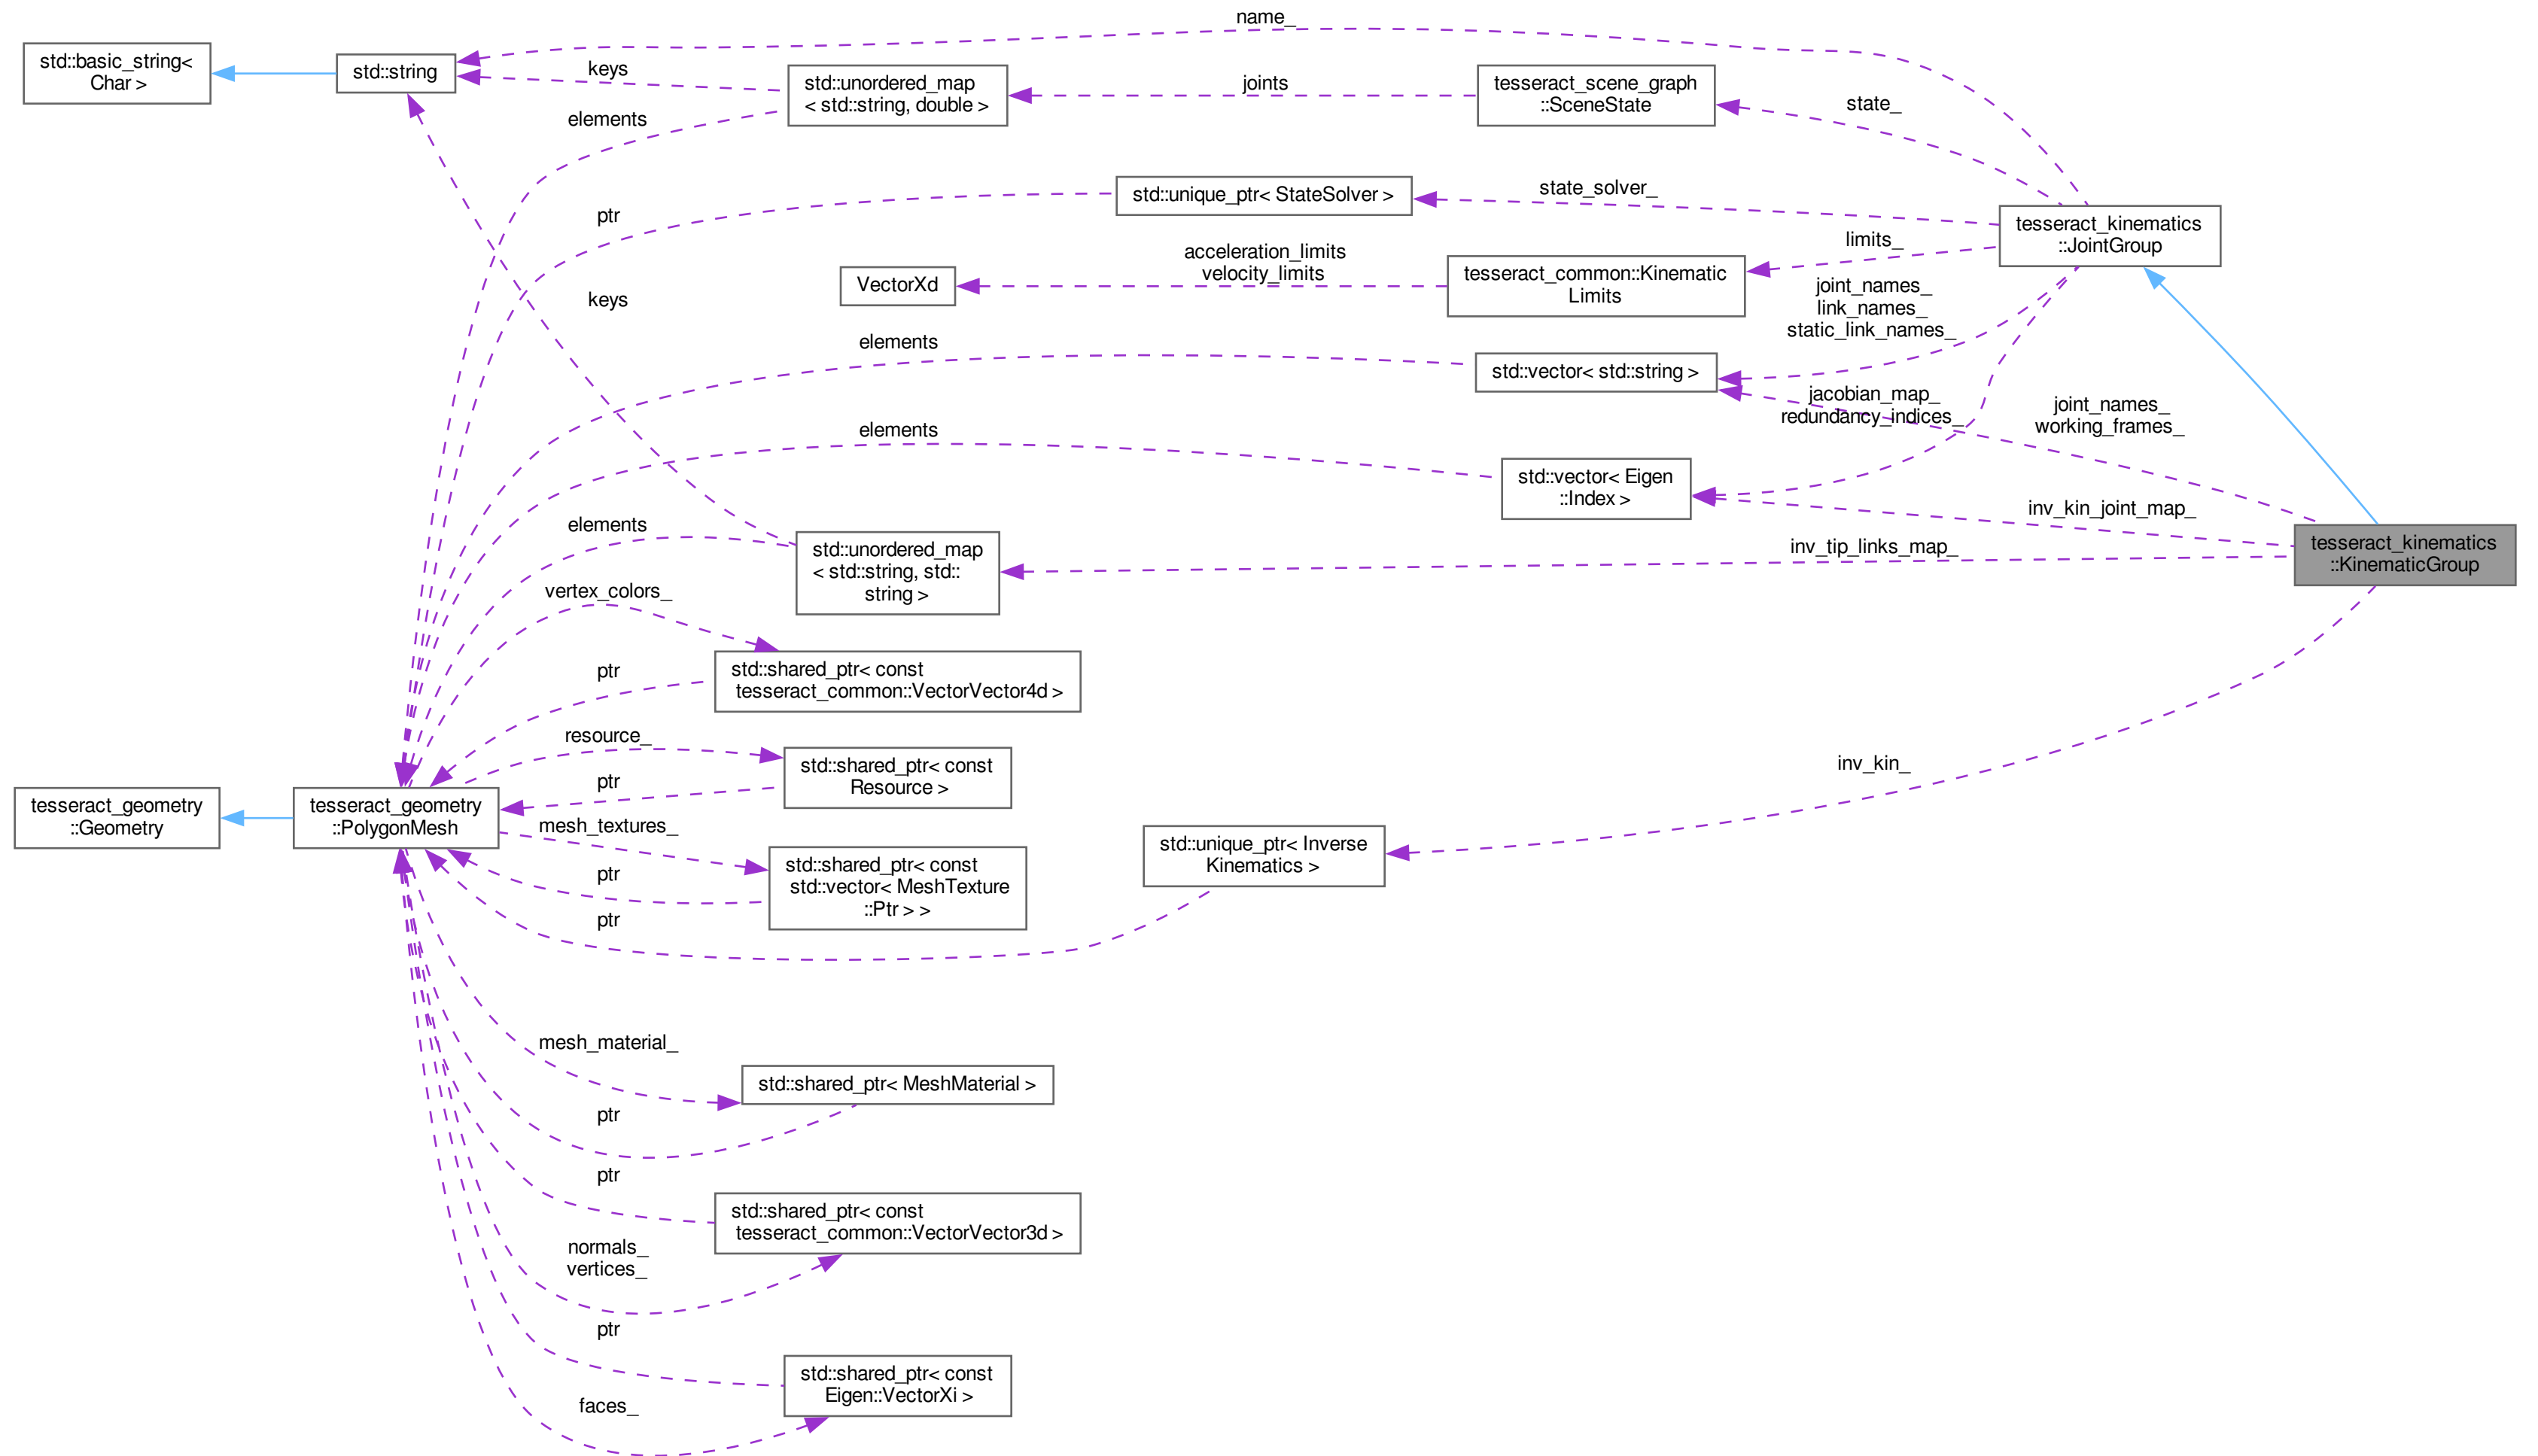 name_
std::basic_string<
Char >
std::string
keys
std::unordered_map
< std::string, double >
joints
tesseract_scene_graph
::SceneState
state_
elements
std::unique_ptr< StateSolver >
state_solver_
ptr
tesseract_kinematics
::JointGroup
limits_
acceleration_limits
velocity_limits
VectorXd
tesseract_common::Kinematic
Limits
keys
joint_names_
link_names_
static_link_names_
elements
std::vector< std::string >
jacobian_map_
redundancy_indices_
joint_names_
working_frames_
elements
std::vector< Eigen
::Index >
inv_kin_joint_map_
elements
std::unordered_map
< std::string, std::
string >
inv_tip_links_map_
tesseract_kinematics
::KinematicGroup
vertex_colors_
ptr
std::shared_ptr< const
tesseract_common::VectorVector4d >
resource_
std::shared_ptr< const
Resource >
ptr
inv_kin_
tesseract_geometry
::Geometry
tesseract_geometry
::PolygonMesh
mesh_textures_
std::shared_ptr< const
std::vector< MeshTexture
::Ptr > >
ptr
std::unique_ptr< Inverse
Kinematics >
ptr
mesh_material_
std::shared_ptr< MeshMaterial >
ptr
ptr
std::shared_ptr< const
tesseract_common::VectorVector3d >
normals_
vertices_
ptr
std::shared_ptr< const
Eigen::VectorXi >
faces_